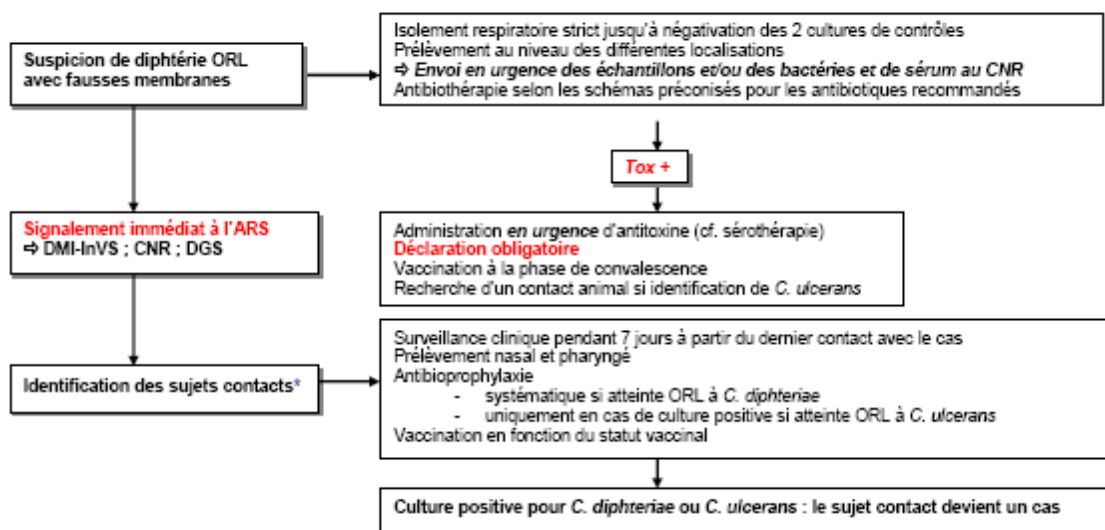 Suspicion de diphtérie ORL
avec fausses membranes
Isolement respiratoire strict jusqu'à négativation des 2 cultures de contrôles
Prélèvement au niveau des différentes localisations
⇨ Envoi en urgence des échantillons et/ou des bactéries et de sérum au CNR
Antibiothérapie selon les schémas préconisés pour les antibiotiques recommandés
Tox +
Signalement immédiat à l'ARS
⇨ DMI-InVS ; CNR ; DGS
Administration en urgence d'antitoxine (cf. sérothérapie)
Déclaration obligatoire
Vaccination à la phase de convalescence
Recherche d'un contact animal si identification de C. ulcerans
Identification des sujets contacts*
Surveillance clinique pendant 7 jours à partir du dernier contact avec le cas
Prélèvement nasal et pharyngé
Antibioprophylaxie
- systématique si atteinte ORL à C. diphteriae
- uniquement en cas de culture positive si atteinte ORL à C. ulcerans
Vaccination en fonction du statut vaccinal
Culture positive pour C. diphteriae ou C. ulcerans : le sujet contact devient un cas